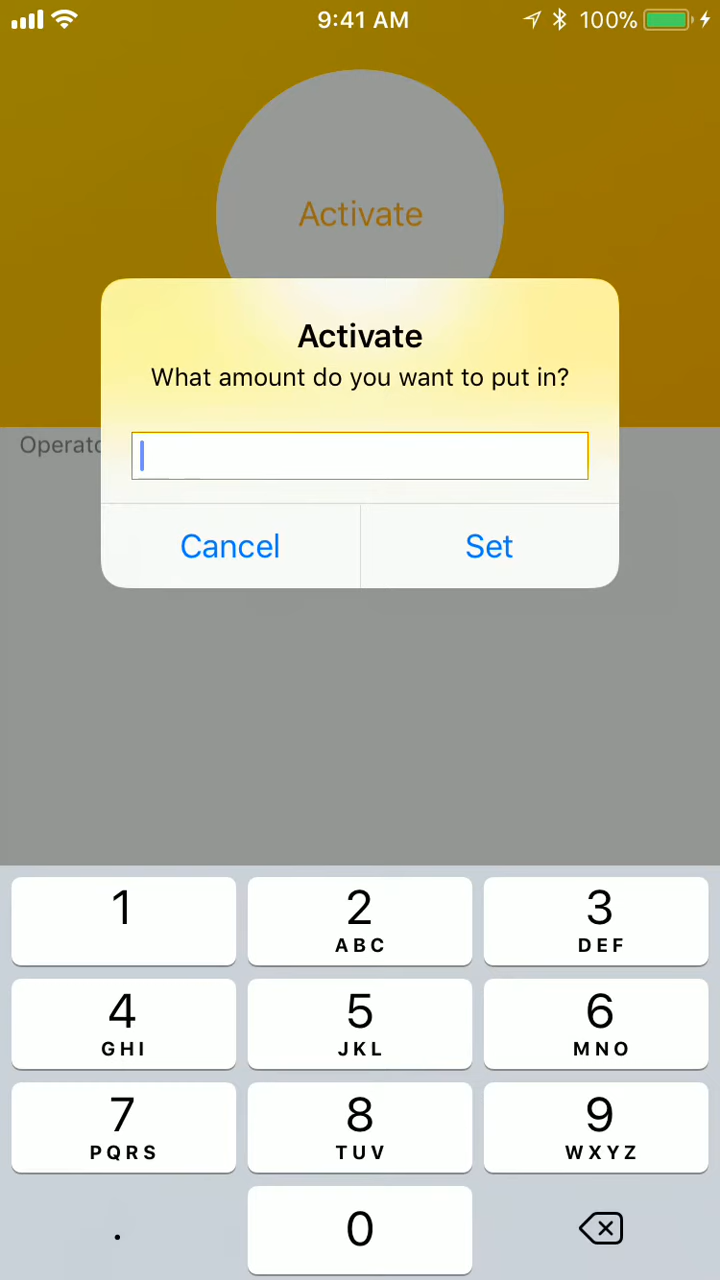 9:41 AM 100%
Activate
Activate
What amount do you want to put in?
Cancel Set
1 2 3
ABC DEF
4 5 6
GHI JKL MNO
7 8 9
PQRS TUV WXYZ
. 0